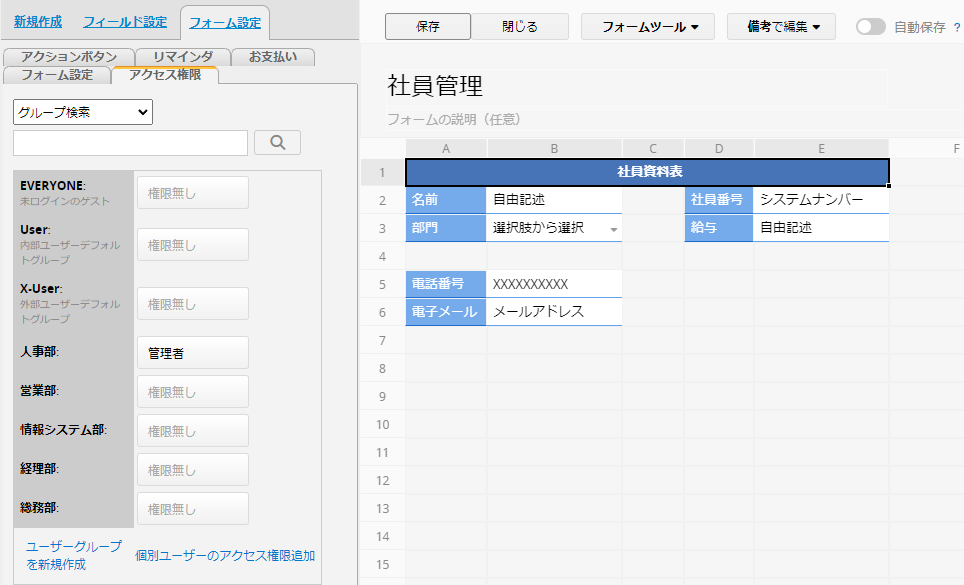 新規作成 フィールド設定 フォーム設定
アクションボタン リマインダ お支払い
フォーム設定 アクセス権限
グループ検索
EVERYONE: 権限無し
未ログインのゲスト
User: 権限無し
内部ユーザーデフォル
トグループ
X-User: 権限無し
外部ユーザーデフォル
トグループ
人事部: 管理者
営業部: 権限無し
情報システム部: 権限無し
経理部: 権限無し
総務部: 権限無し
ユーザーグループ
を新規作成
個別ユーザーのアクセス権限追加
保存 閉じる フォームツール 備考で編集 自動保存 ?
社員管理
フォームの説明（任意）
A B C D E F
1 社員資料表
2 名前 自由記述 社員番号 システムナンバー
3 部門 選択肢から選択 給与 自由記述
4
5 電話番号 XXXXXXXXXX
6 電子メール メールアドレス
7
8
9
10
11
12
13
14
15